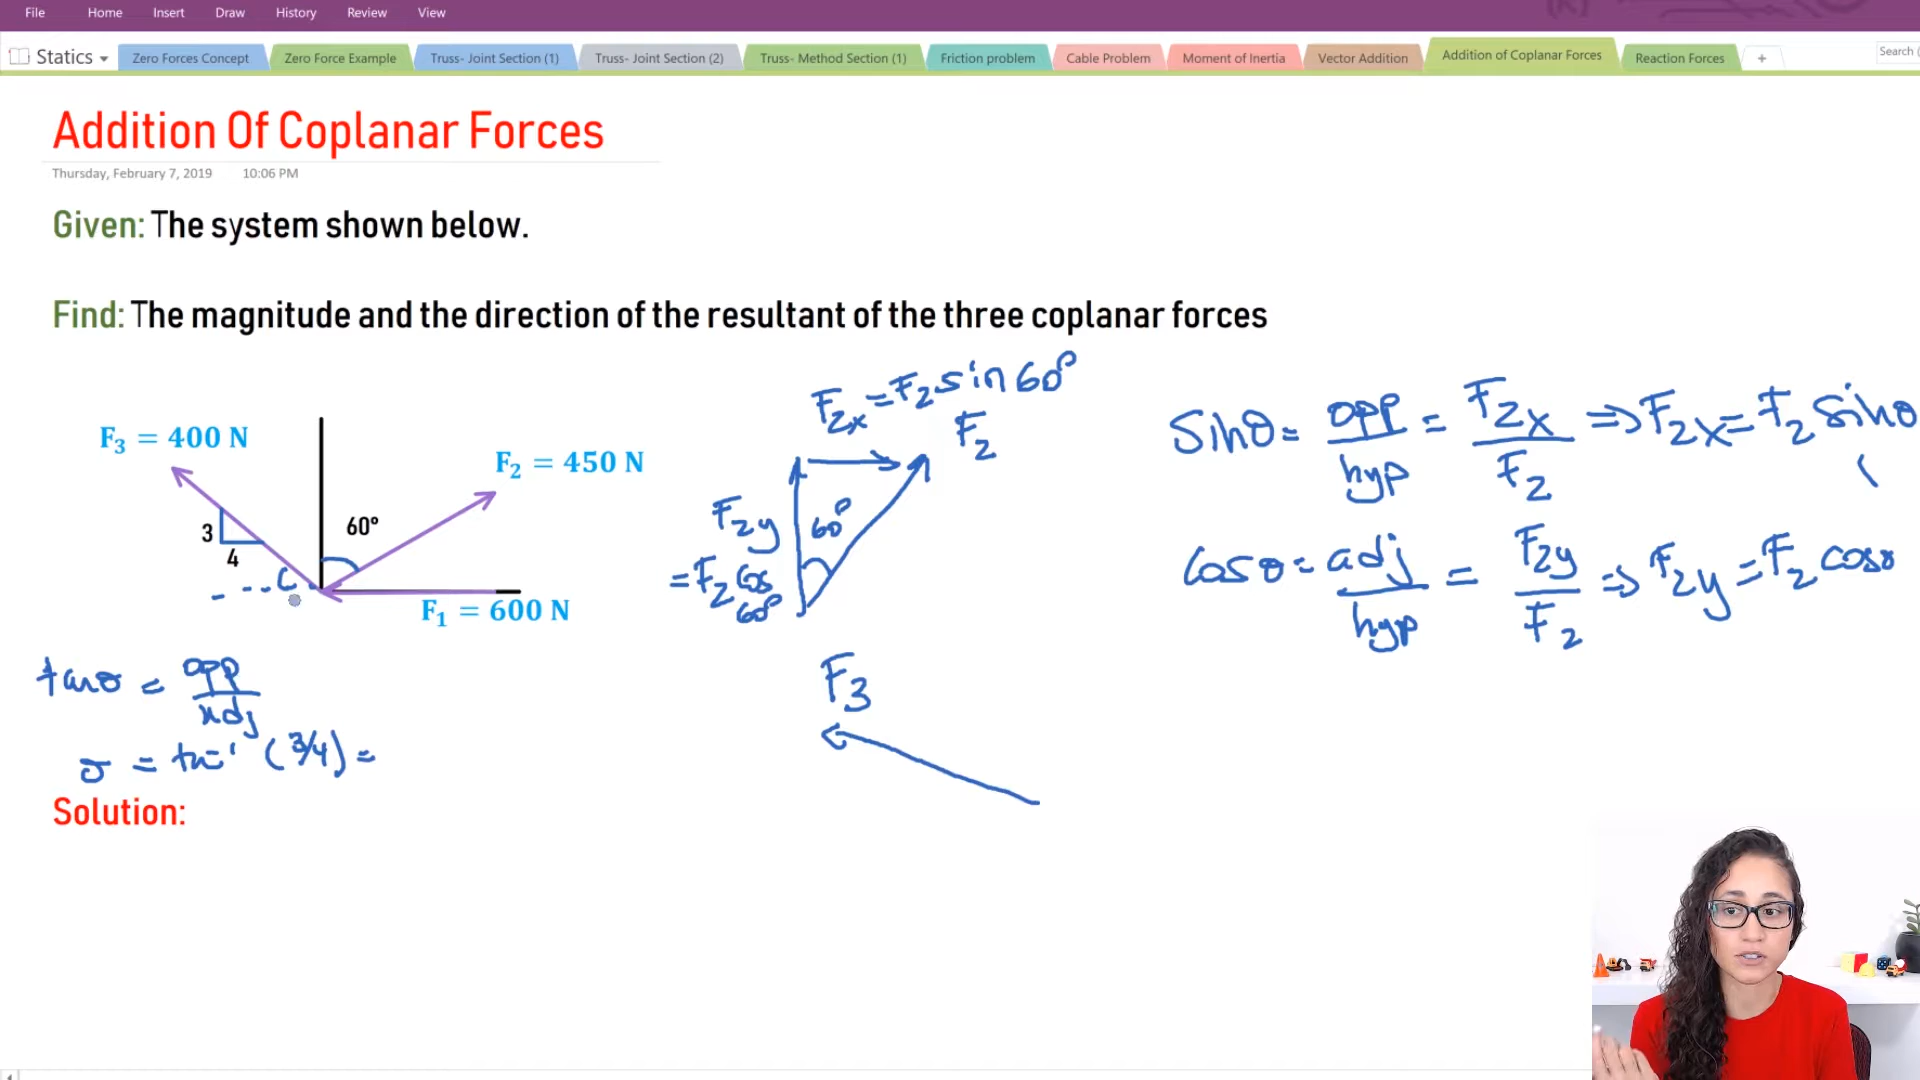 File Home Insert Draw History Review View
Statics
Zero Forces Concept
Zero Force Example
Truss- Joint Section (1)
Truss- Joint Section (2)
Truss- Method Section (1)
Friction problem
Cable Problem
Moment of Inertia
Vector Addition
Addition of Coplanar Forces
Reaction Forces
+
Search (
Addition Of Coplanar Forces
Thursday, February 7, 2019 10:06 PM
Given: The system shown below.
Find: The magnitude and the direction of the resultant of the three coplanar forces
F₃ = 400 N
F₂ = 450 N
60º
3
4
F₁ = 600 N
F₂x = F₂ sin 60°
F₂
F₂y
60°
= F₂ cos
60°
sinθ = opp/hyp = F₂x/F₂ ⇒ F₂x = F₂ sinθ
cosθ = adj/hyp = F₂y/F₂ ⇒ F₂y = F₂ cosθ
tanθ = opp/adj
θ = tan⁻¹ (3/4) =
F₃
Solution: